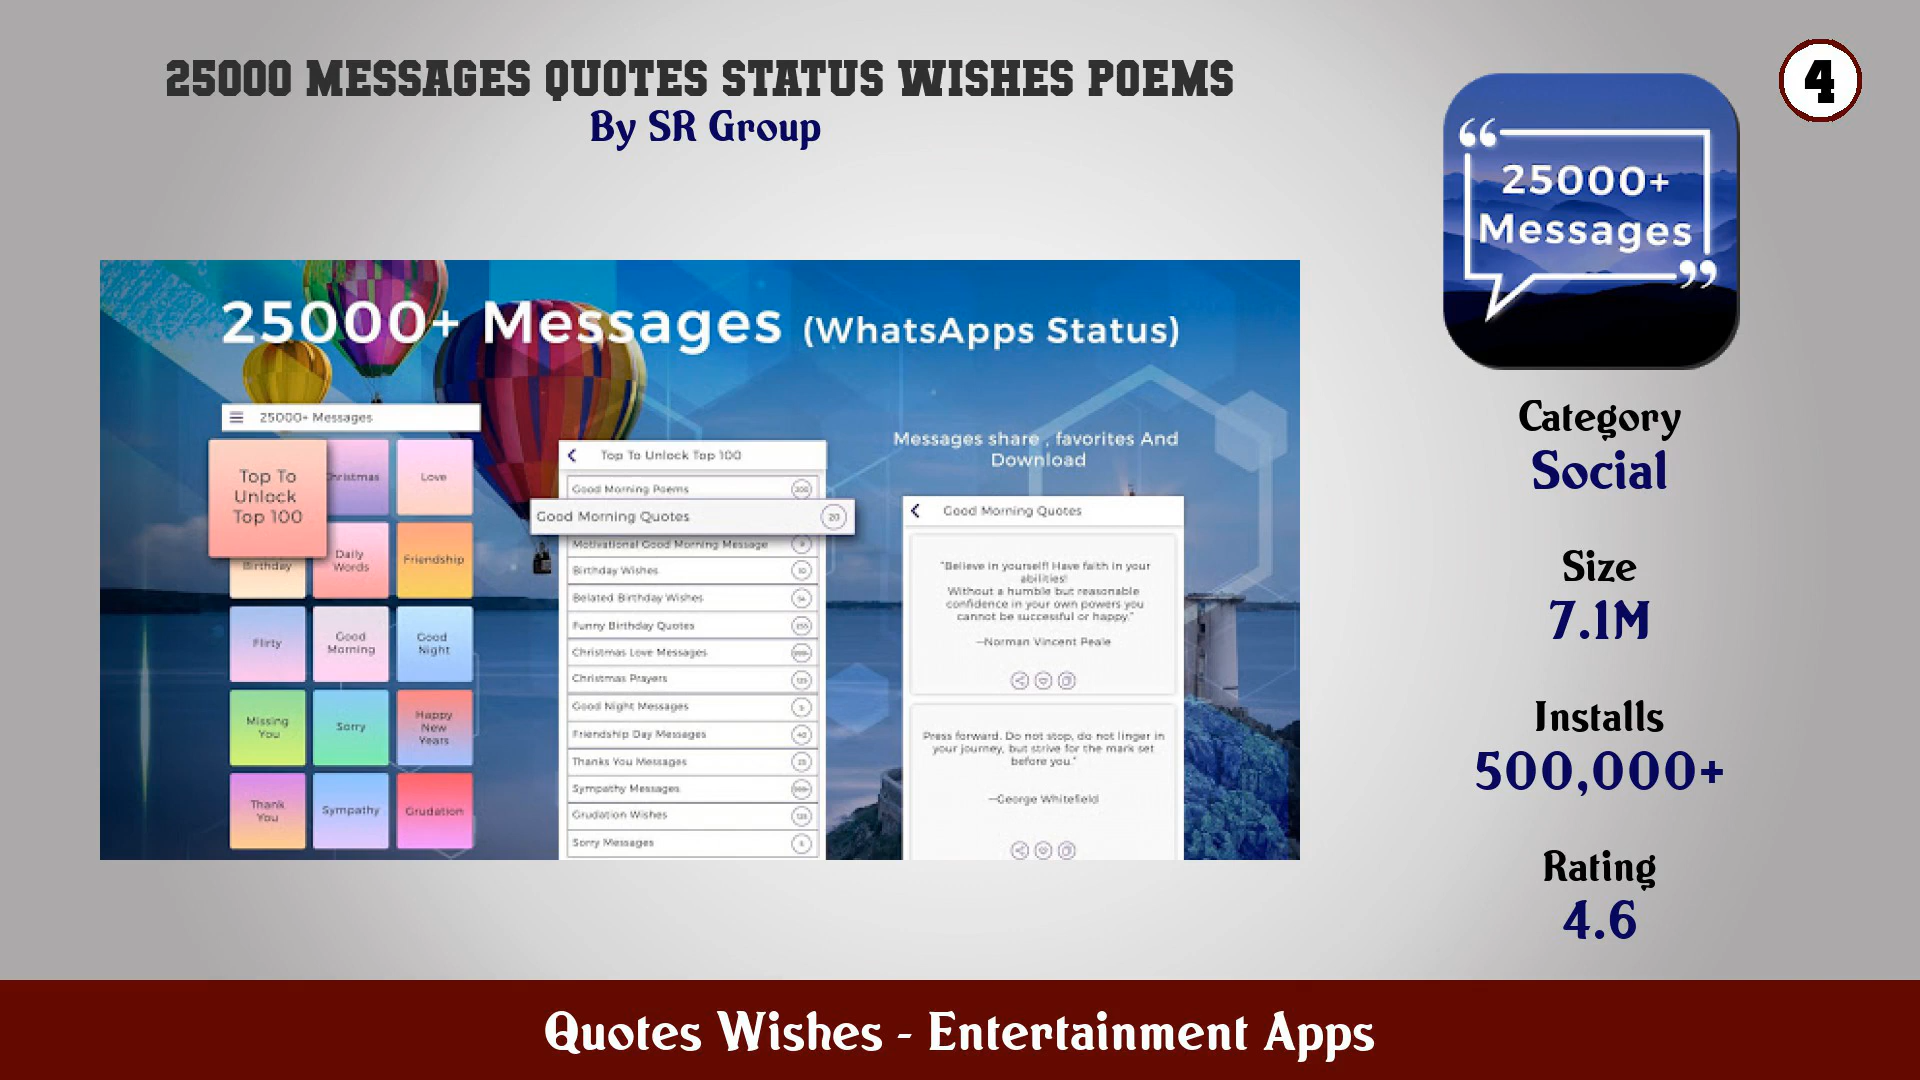 25000 MESSAGES QUOTES STATUS WISHES POEMS
By SR Group
4
25000+
Messages
25000+ Messages (WhatsApps Status)
25000+ Messages
Top To
Unlock
Top 100
Christmas
Love
Birthday
Daily
Words
Friendship
Flirty
Good
Morning
Good
Night
Missing
You
Sorry
Happy
New
Years
Thank
You
Sympathy
Grudation
Top To Unlock Top 100
Good Morning Poems
Good Morning Quotes 20
Motivational Good Morning Message
Birthday Wishes
Belated Birthday Wishes
Funny Birthday Quotes
Christmas Love Messages
Christmas Prayers
Good Night Messages
Friendship Day Messages
Thanks You Messages
Sympathy Messages
Grudation Wishes
Sorry Messages
Messages share , favorites And
Download
Good Morning Quotes
"Believe in yourself! Have faith in your
abilities!
Without a humble but reasonable
confidence in your own powers you
cannot be successful or happy."
—Norman Vincent Peale
Press forward. Do not stop, do not linger in
your journey, but strive for the mark set
before you."
—George Whitefield
Category
Social
Size
7.1M
Installs
500,000+
Rating
4.6
Quotes Wishes - Entertainment Apps